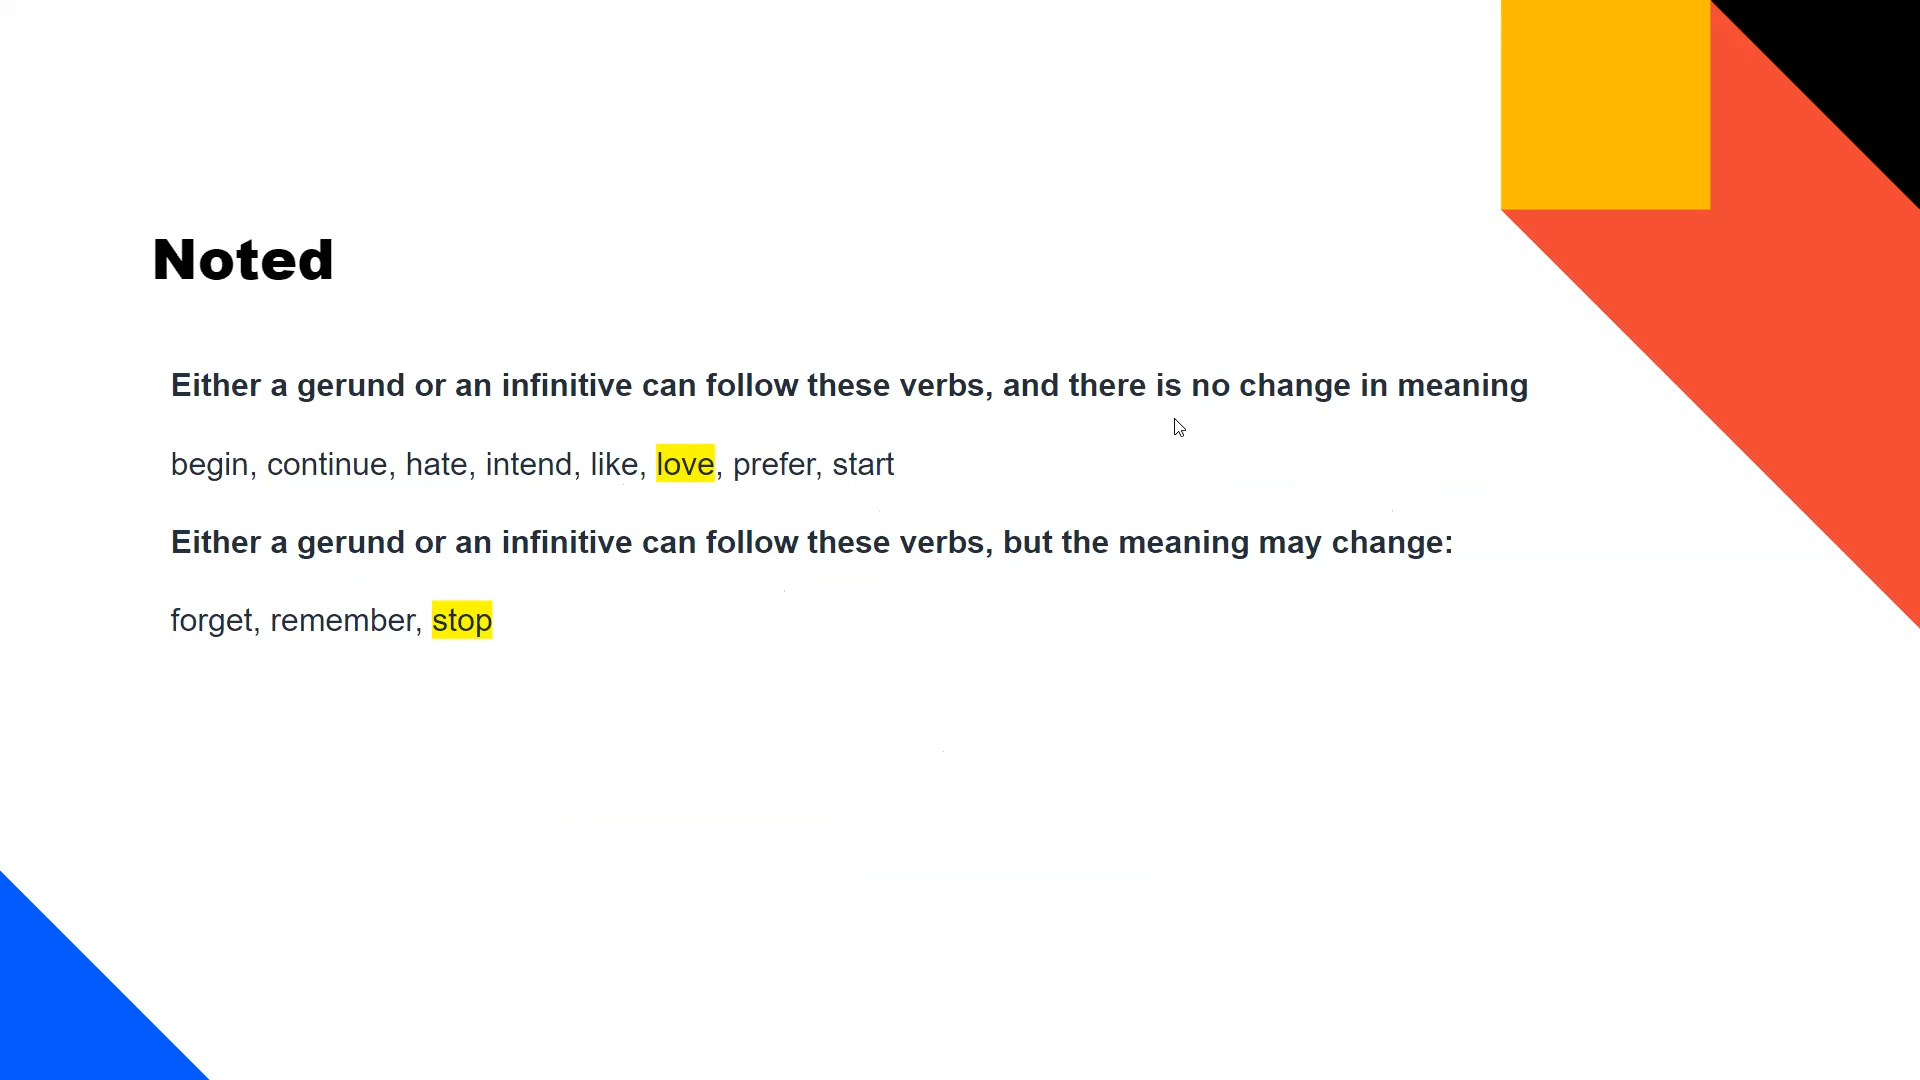 Noted
Either a gerund or an infinitive can follow these verbs, and there is no change in meaning
begin, continue, hate, intend, like, love, prefer, start
Either a gerund or an infinitive can follow these verbs, but the meaning may change:
forget, remember, stop